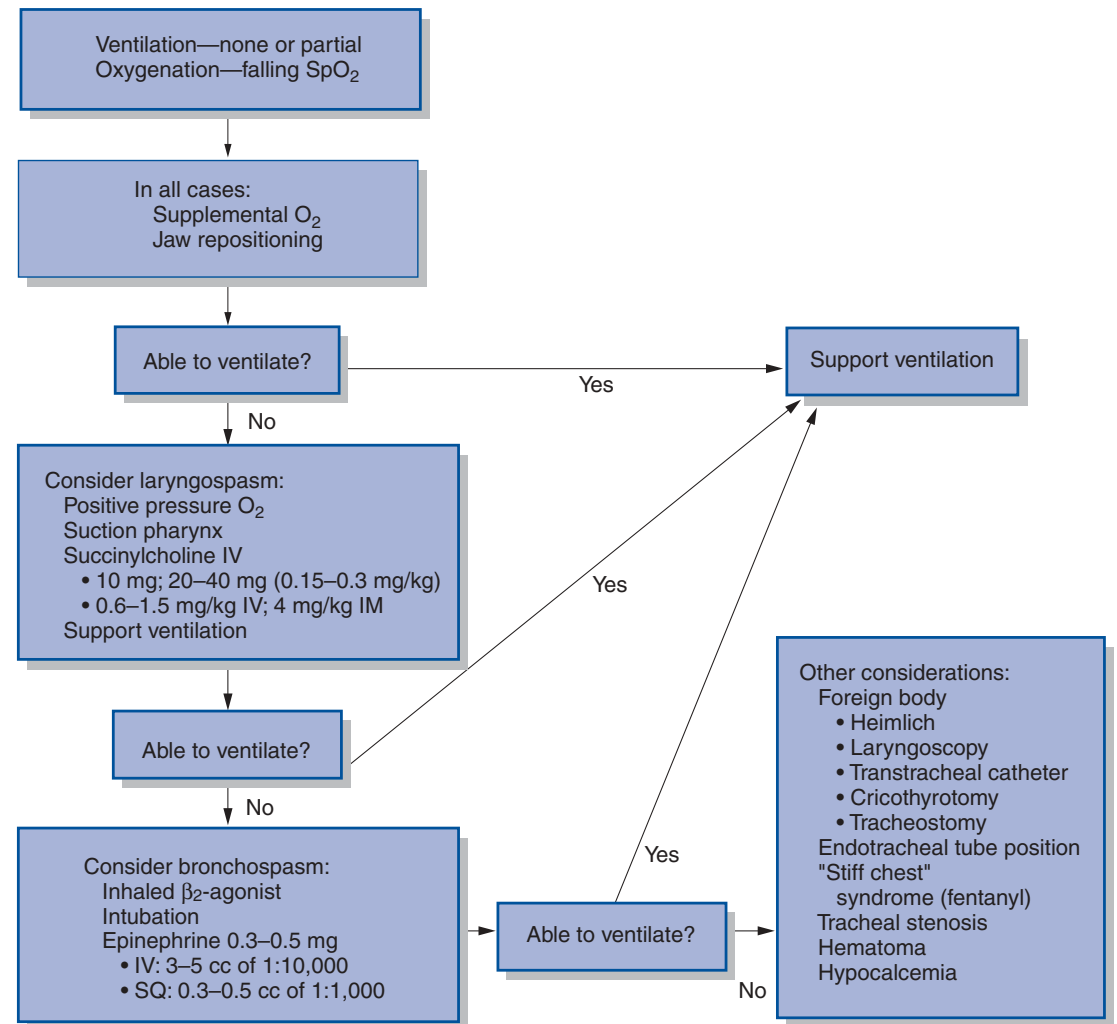 Ventilation—none or partial
Oxygenation—falling SpO2
In all cases:
Supplemental O2
Jaw repositioning
Able to ventilate?
Yes
Support ventilation
No
Consider laryngospasm:
Positive pressure O2
Suction pharynx
Succinylcholine IV
• 10 mg; 20–40 mg (0.15–0.3 mg/kg)
• 0.6–1.5 mg/kg IV; 4 mg/kg IM
Support ventilation
Yes
Able to ventilate?
No
Consider bronchospasm:
Inhaled β2-agonist
Intubation
Epinephrine 0.3–0.5 mg
• IV: 3–5 cc of 1:10,000
• SQ: 0.3–0.5 cc of 1:1,000
Yes
Able to ventilate?
No
Other considerations:
Foreign body
• Heimlich
• Laryngoscopy
• Transtracheal catheter
• Cricothyrotomy
• Tracheostomy
Endotracheal tube position
"Stiff chest"
syndrome (fentanyl)
Tracheal stenosis
Hematoma
Hypocalcemia